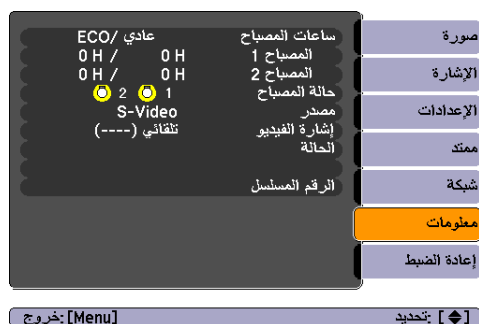 صورة
الإشارة
الإعدادات
ممتد
شبكة
معلومات
إعادة الضبط
ساعات المصباح عادي /ECO
المصباح 1 0 H / 0 H
المصباح 2 0 H / 0 H
حالة المصباح 1 2
مصدر S-Video
إشارة الفيديو تلقائي (----)
الحالة
الرقم المسلسل
[◆] :تحديد [Menu] :خروج